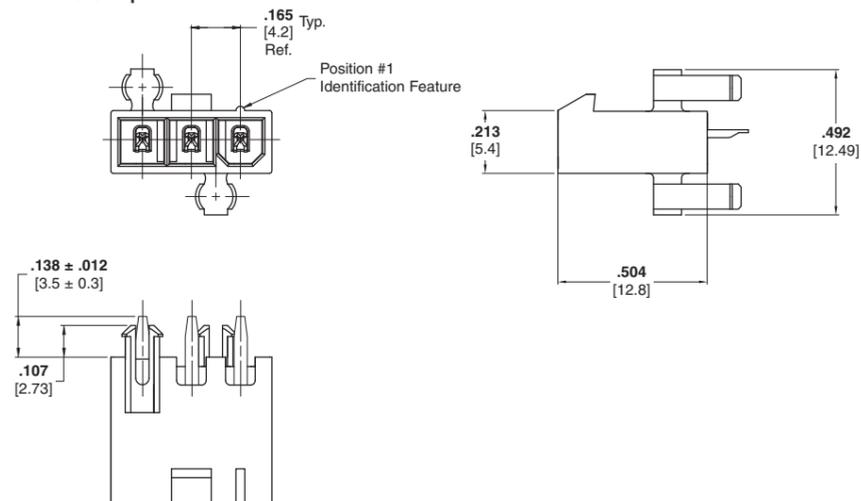 .165 Typ.
[4.2]
Ref.
Position #1
Identification Feature
.213
[5.4]
.492
[12.49]
.504
[12.8]
.138 ± .012
[3.5 ± 0.3]
.107
[2.73]